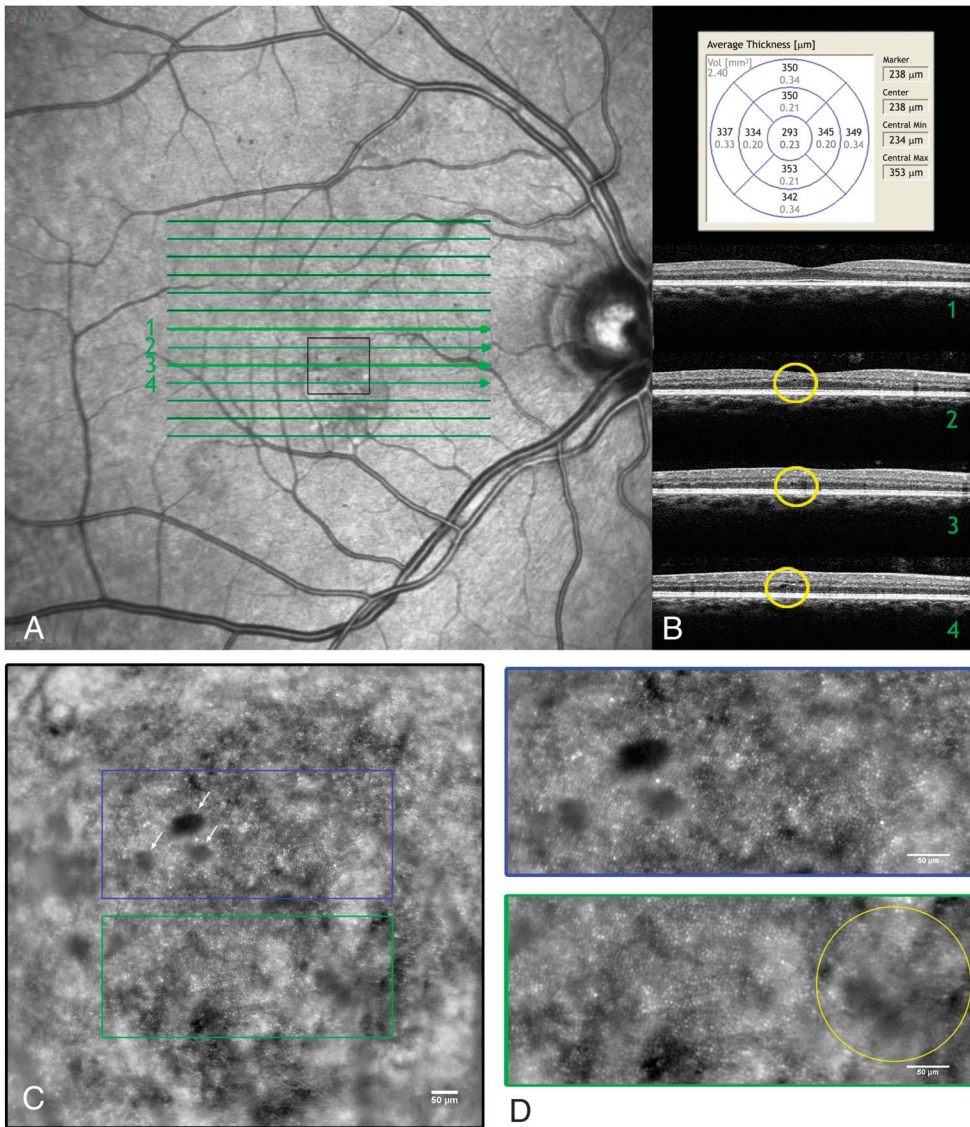 Average Thickness [µm]
Vol [mm³]
2.40
350
0.34
350
0.21
337
0.33
334
0.20
293
0.23
345
0.20
349
0.34
353
0.21
342
0.34
Marker
238 µm
Center
238 µm
Central Min
234 µm
Central Max
353 µm
1
2
3
4
A
1
2
3
B
4
C
50 µm
50 µm
50 µm
D